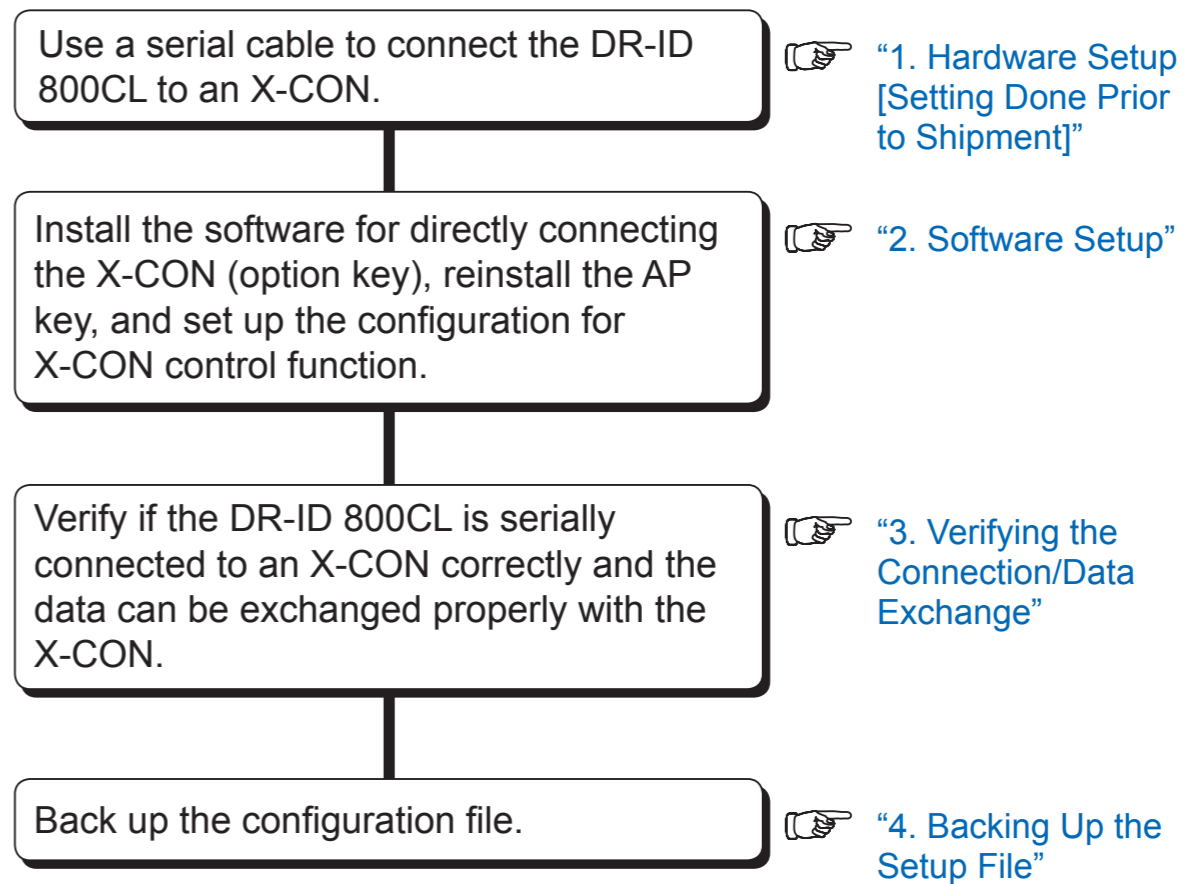 Use a serial cable to connect the DR-ID
800CL to an X-CON.
“1. Hardware Setup
[Setting Done Prior
to Shipment]”
Install the software for directly connecting
the X-CON (option key), reinstall the AP
key, and set up the configuration for
X-CON control function.
“2. Software Setup”
Verify if the DR-ID 800CL is serially
connected to an X-CON correctly and the
data can be exchanged properly with the
X-CON.
“3. Verifying the
Connection/Data
Exchange”
Back up the configuration file.
“4. Backing Up the
Setup File”